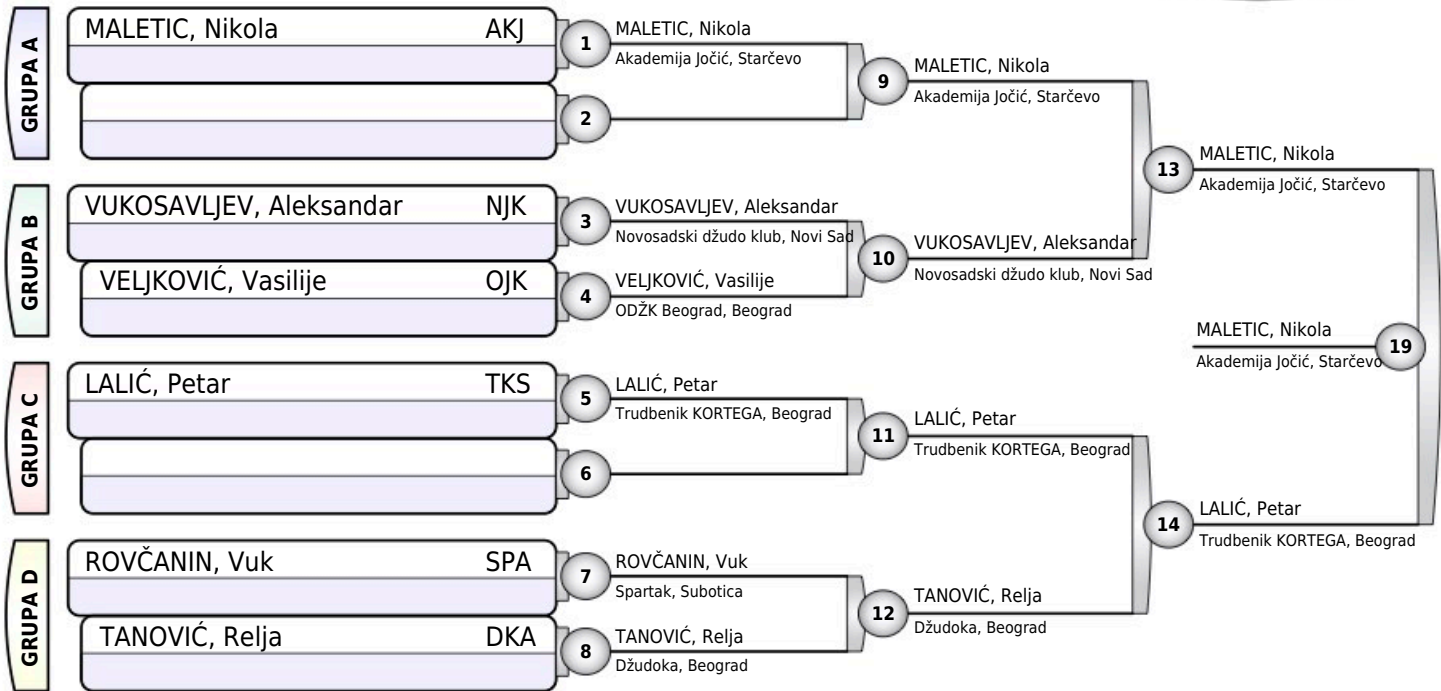 GRUPA A
MALETIC, Nikola AKJ
1
MALETIC, Nikola
Akademija Jočić, Starčevo
2
9
MALETIC, Nikola
Akademija Jočić, Starčevo
GRUPA B
VUKOSAVLJEV, Aleksandar NJK
3
VUKOSAVLJEV, Aleksandar
Novosadski džudo klub, Novi Sad
VELJKOVIĆ, Vasilije OJK
4
VELJKOVIĆ, Vasilije
ODŽK Beograd, Beograd
10
VUKOSAVLJEV, Aleksandar
Novosadski džudo klub, Novi Sad
13
MALETIC, Nikola
Akademija Jočić, Starčevo
GRUPA C
LALIĆ, Petar TKS
5
LALIĆ, Petar
Trudbenik KORTEGA, Beograd
6
11
LALIĆ, Petar
Trudbenik KORTEGA, Beograd
GRUPA D
ROVČANIN, Vuk SPA
7
ROVČANIN, Vuk
Spartak, Subotica
TANOVIĆ, Relja DKA
8
TANOVIĆ, Relja
Džudoka, Beograd
12
TANOVIĆ, Relja
Džudoka, Beograd
14
LALIĆ, Petar
Trudbenik KORTEGA, Beograd
MALETIC, Nikola
Akademija Jočić, Starčevo
19